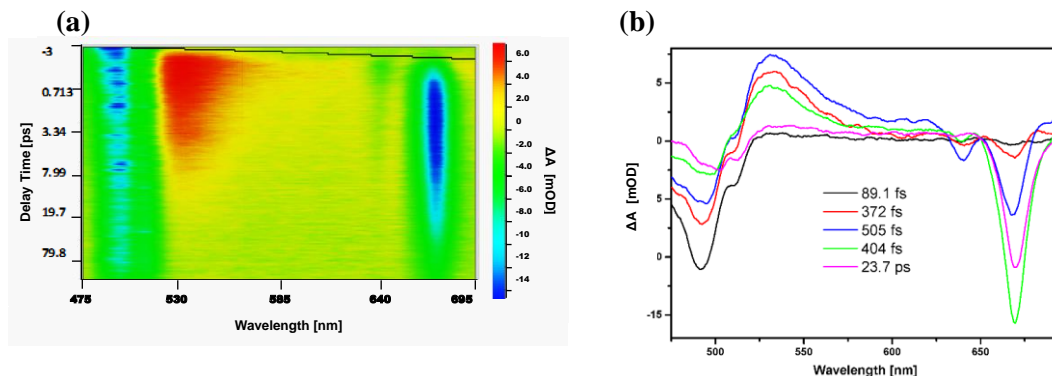 (a)
(b)
-3
0.713
3.34
7.99
19.7
79.8
Delay Time [ps]
475
530
585
640
695
Wavelength [nm]
6.0
4.0
2.0
0
-2.0
-4.0
-6.0
-8.0
-10
-12
-14
ΔA
[mOD]
5
0
5
0
-15
ΔA [mOD]
89.1 fs
372 fs
505 fs
404 fs
23.7 ps
500
550
600
650
Wavelength [nm]